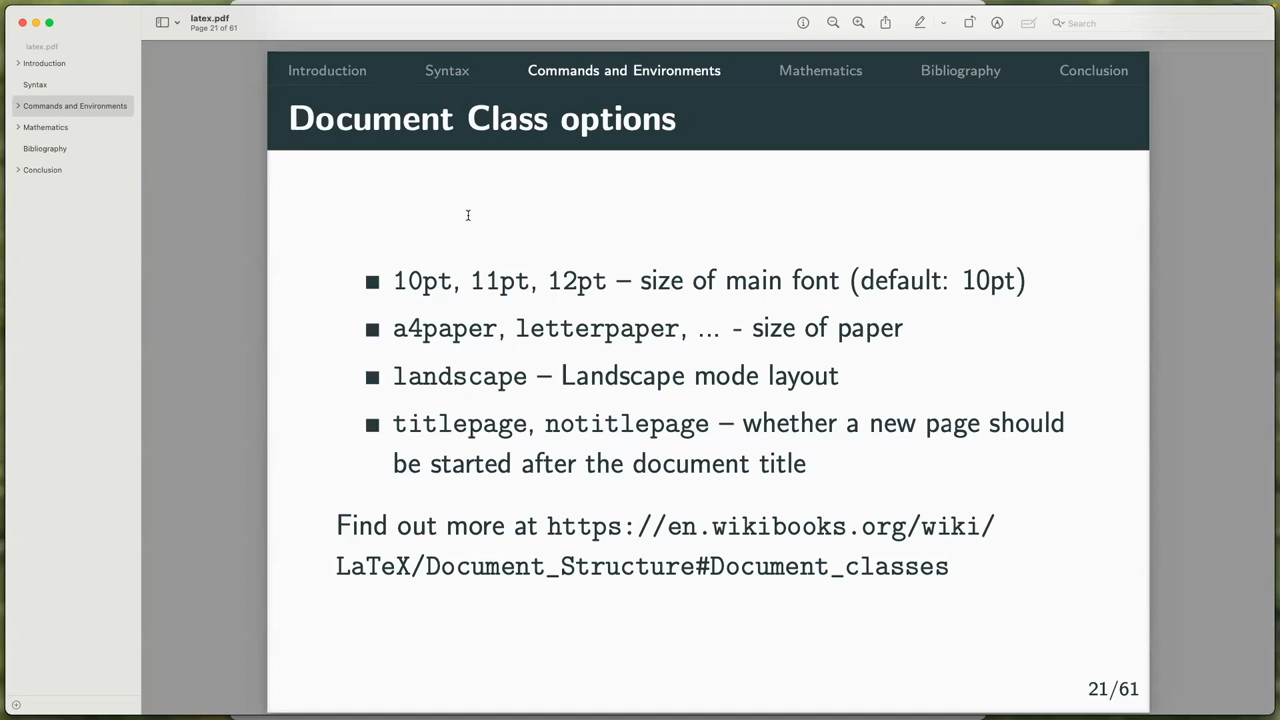 latex.pdf
Page 21 of 61
Search
latex.pdf
Introduction
Syntax
Commands and Environments
Mathematics
Bibliography
Conclusion
Introduction Syntax Commands and Environments Mathematics Bibliography Conclusion
Document Class options
10pt, 11pt, 12pt – size of main font (default: 10pt)
a4paper, letterpaper, ... - size of paper
landscape – Landscape mode layout
titlepage, notitlepage – whether a new page should
be started after the document title
Find out more at https://en.wikibooks.org/wiki/
LaTeX/Document_Structure#Document_classes
21/61